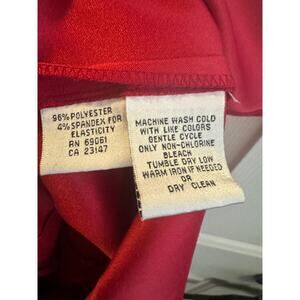 96% POLYESTER
4% SPANDEX FOR
ELASTICITY
RN 69061
CA 23147
MACHINE WASH COLD
WITH LIKE COLORS
GENTLE CYCLE
ONLY NON-CHLORINE
BLEACH
TUMBLE DRY LOW
WARM IRON IF NEEDED
OR
DRY CLEAN